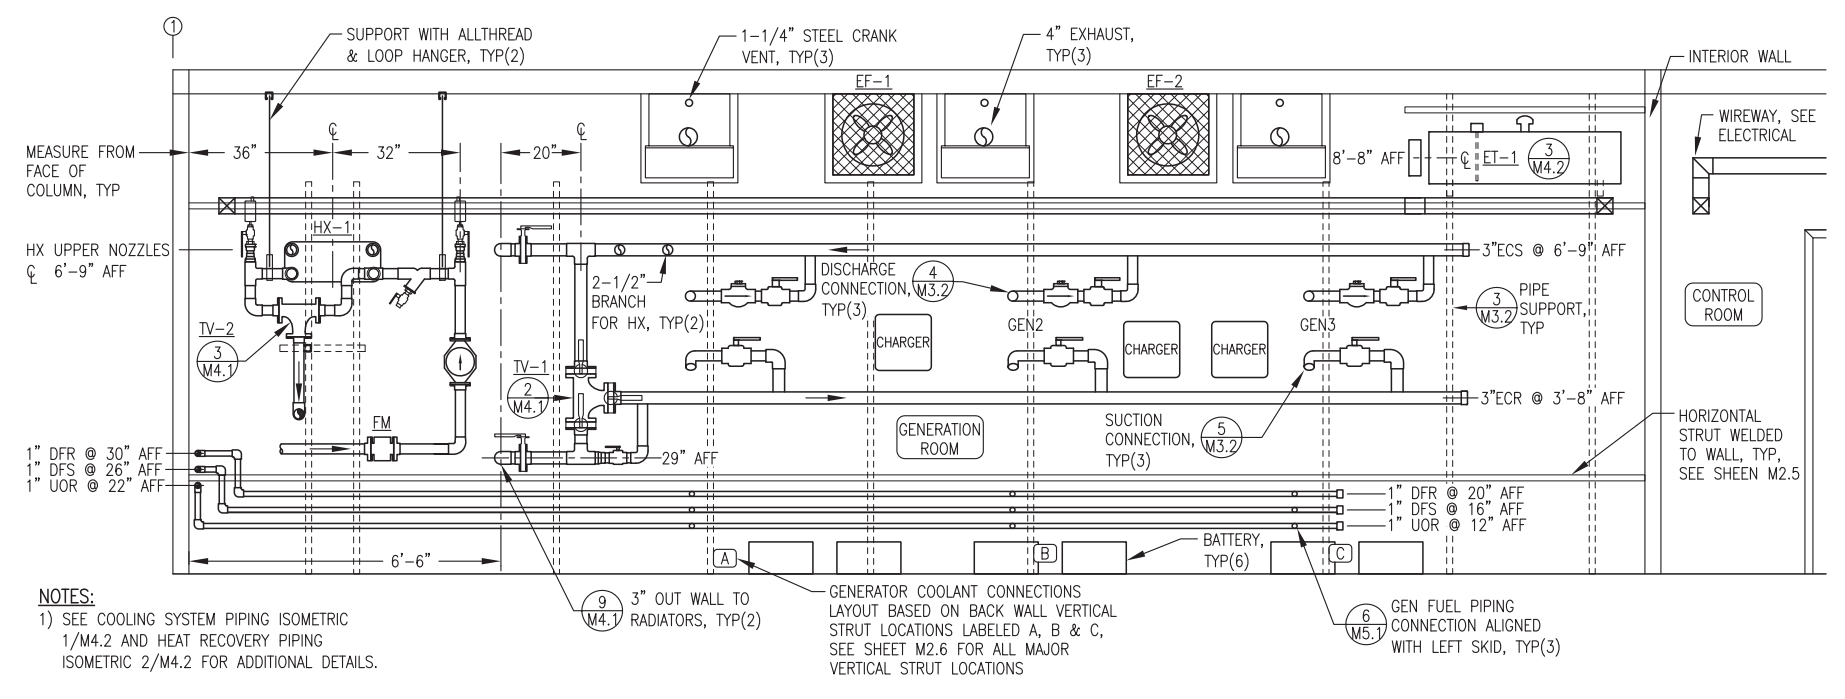 1
SUPPORT WITH ALLTHREAD
& LOOP HANGER, TYP(2)
1-1/4" STEEL CRANK
VENT, TYP(3)
4" EXHAUST,
TYP(3)
INTERIOR WALL
EF-1
EF-2
WIREWAY, SEE
ELECTRICAL
MEASURE FROM
FACE OF
COLUMN, TYP
36"
℄
32"
20"
℄
8'-8" AFF
℄
ET-1
3
M4.2
HX-1
HX UPPER NOZZLES
℄ 6'-9" AFF
3"ECS @ 6'-9" AFF
2-1/2"
BRANCH
FOR HX, TYP(2)
DISCHARGE
CONNECTION,
TYP(3)
4
M3.2
GEN2
GEN3
3
M3.2
PIPE
SUPPORT,
TYP
CONTROL
ROOM
TV-2
3
M4.1
CHARGER
CHARGER
CHARGER
TV-1
2
M4.1
3"ECR @ 3'-8" AFF
FM
GENERATION
ROOM
SUCTION
CONNECTION,
TYP(3)
5
M3.2
HORIZONTAL
STRUT WELDED
TO WALL, TYP,
SEE SHEEN M2.5
29" AFF
1" DFR @ 30" AFF
1" DFS @ 26" AFF
1" UOR @ 22" AFF
1" DFR @ 20" AFF
1" DFS @ 16" AFF
1" UOR @ 12" AFF
6'-6"
A
B
C
BATTERY,
TYP(6)
9
M4.1
3" OUT WALL TO
RADIATORS, TYP(2)
GENERATOR COOLANT CONNECTIONS
LAYOUT BASED ON BACK WALL VERTICAL
STRUT LOCATIONS LABELED A, B & C,
SEE SHEET M2.6 FOR ALL MAJOR
VERTICAL STRUT LOCATIONS
6
M5.1
GEN FUEL PIPING
CONNECTION ALIGNED
WITH LEFT SKID, TYP(3)
NOTES:
1) SEE COOLING SYSTEM PIPING ISOMETRIC
1/M4.2 AND HEAT RECOVERY PIPING
ISOMETRIC 2/M4.2 FOR ADDITIONAL DETAILS.